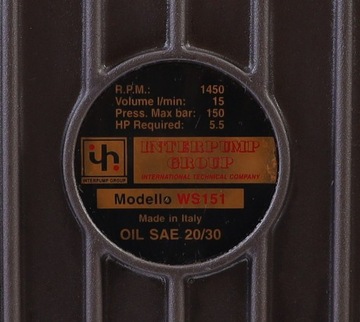 R.P.M.: 1450
Volume l/min: 15
Press. Max bar: 150
HP Required: 5.5
INTERPUMP
GROUP
INTERNATIONAL TECHNICAL COMPANY
INTERPUMP GROUP
Modello WS151
Made in Italy
OIL SAE 20/30